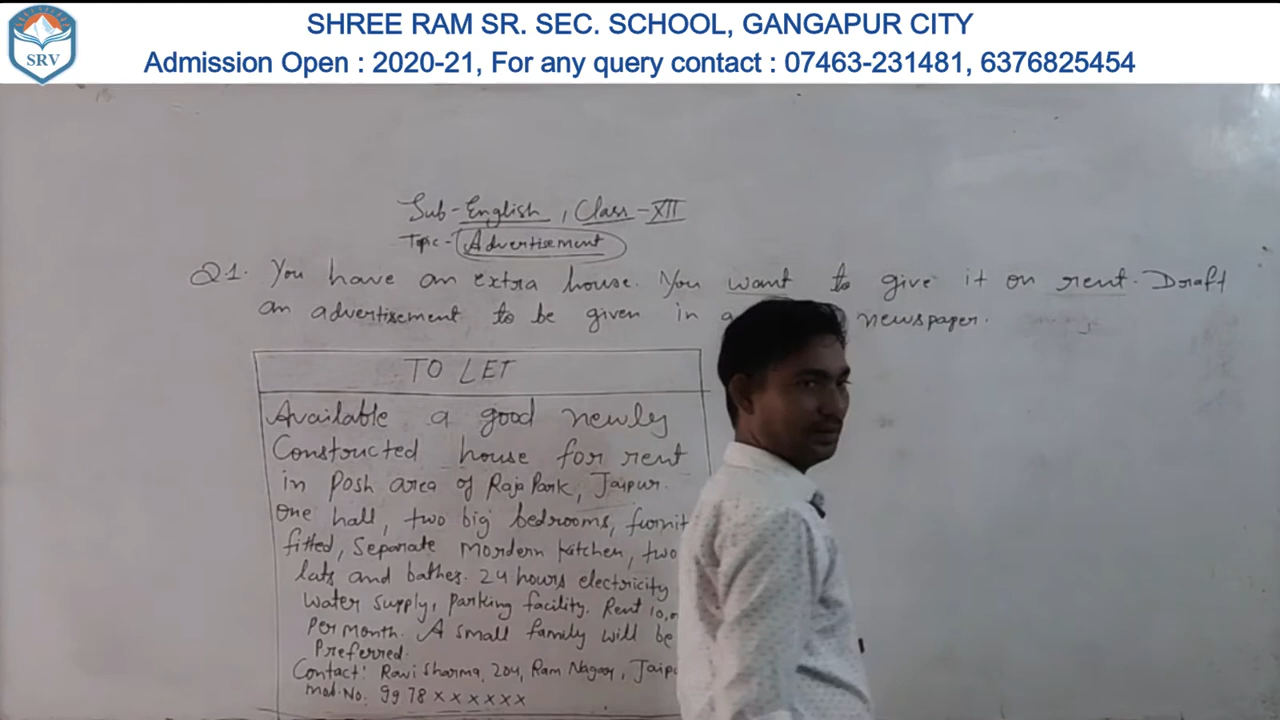 SHREE RAM SR. SEC. SCHOOL, GANGAPUR CITY
Admission Open : 2020-21, For any query contact : 07463-231481, 6376825454
SRV
Sub-English, Class-XII
Topic-Advertisement
Q.1. You have an extra house. You want to give it on rent. Draft
an advertisement to be given in a newspaper.
TO LET
Available a good newly
Constructed house for rent
in Posh area of Raja Park, Jaipur.
One hall, two big bedrooms, furnit
fitted, Separate mordern kitchen, two
lats and bathes. 24 hours electricity
water supply, parking facility. Rent 10,
Per month. A small family will be
Preferred.
Contact: Ravi Sharma, 204, Ram Nagar, Jaip
mob.No. 9978xxxxxx